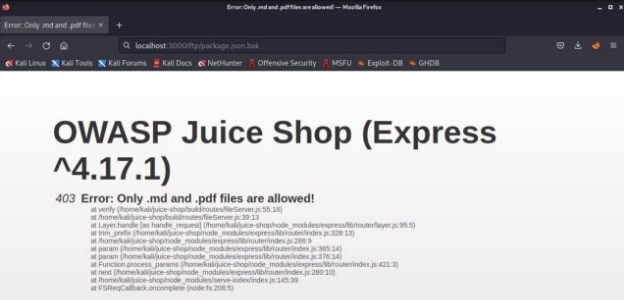 Error: Only .md and .pdf files are allowed! — Mozilla Firefox
Error: Only .md and .pdf files
localhost:3000/ftp/package.json.bak
Kali Linux Kali Tools Kali Forums Kali Docs NetHunter Offensive Security MSFU Exploit-DB GHDB
OWASP Juice Shop (Express
^4.17.1)
403 Error: Only .md and .pdf files are allowed!
at verify (/home/kali/juice-shop/build/routes/fileServer.js:55:18)
at /home/kali/juice-shop/build/routes/fileServer.js:39:13
at Layer.handle [as handle_request] (/home/kali/juice-shop/node_modules/express/lib/router/layer.js:95:5)
at trim_prefix (/home/kali/juice-shop/node_modules/express/lib/router/index.js:328:13)
at /home/kali/juice-shop/node_modules/express/lib/router/index.js:286:9
at param (/home/kali/juice-shop/node_modules/express/lib/router/index.js:365:14)
at param (/home/kali/juice-shop/node_modules/express/lib/router/index.js:376:14)
at Function.process_params (/home/kali/juice-shop/node_modules/express/lib/router/index.js:421:3)
at next (/home/kali/juice-shop/node_modules/express/lib/router/index.js:280:10)
at /home/kali/juice-shop/node_modules/serve-index/index.js:145:39
at FSReqCallback.oncomplete (node:fs:208:5)